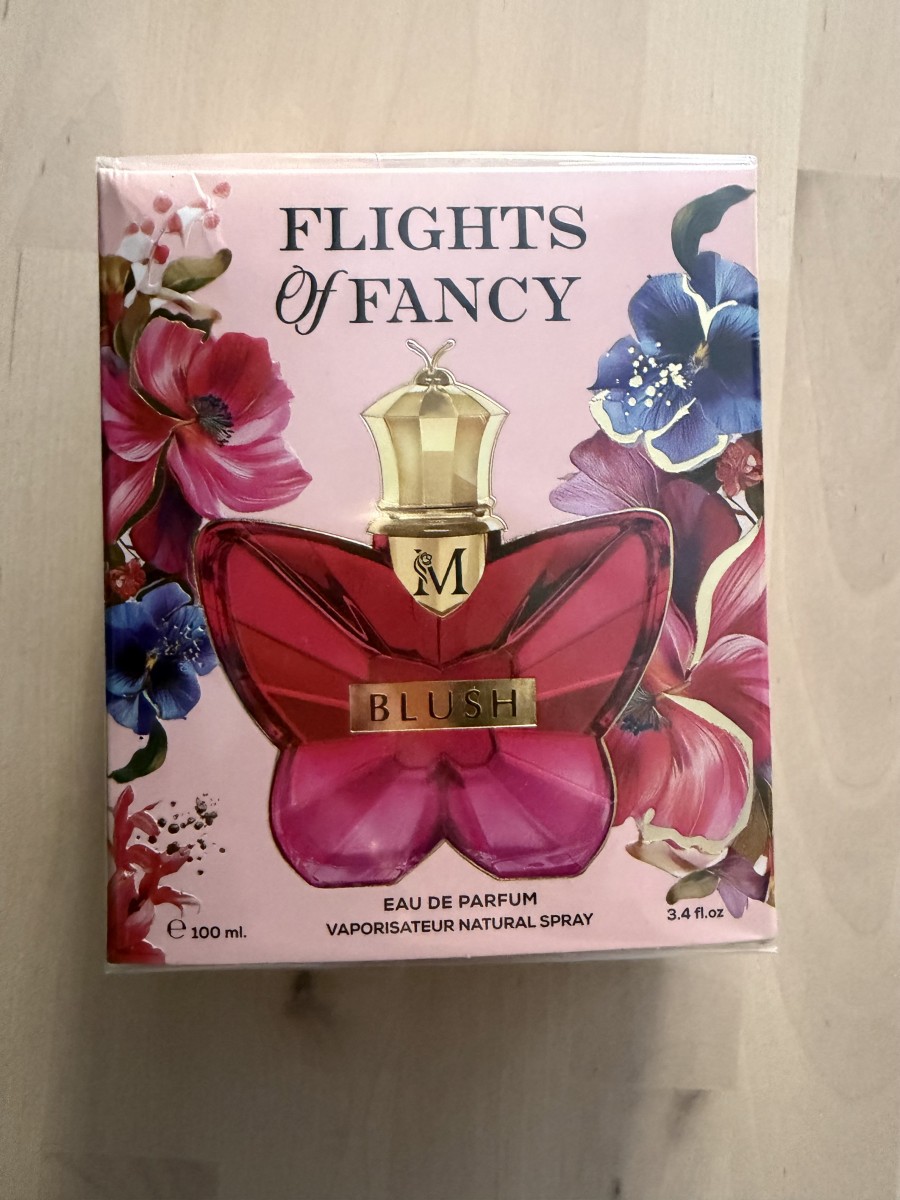 FLIGHTS
Of FANCY
M
BLUSH
EAU DE PARFUM
VAPORISATEUR NATURAL SPRAY
℮ 100 ml.
3.4 fl.oz